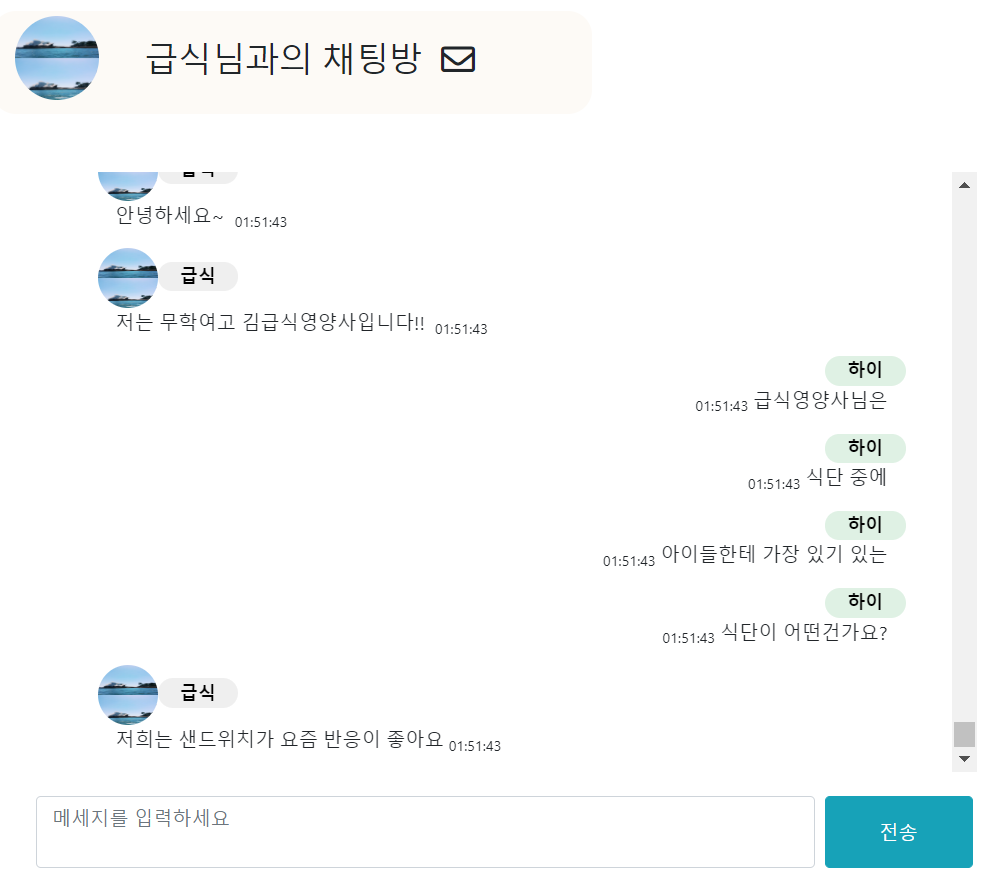 급식님과의 채팅방
급식
안녕하세요~ 01:51:43
급식
저는 무학여고 김급식영양사입니다!! 01:51:43
하이
01:51:43 급식영양사님은
하이
01:51:43 식단 중에
하이
01:51:43 아이들한테 가장 있기 있는
하이
01:51:43 식단이 어떤건가요?
급식
저희는 샌드위치가 요즘 반응이 좋아요 01:51:43
메세지를 입력하세요
전송